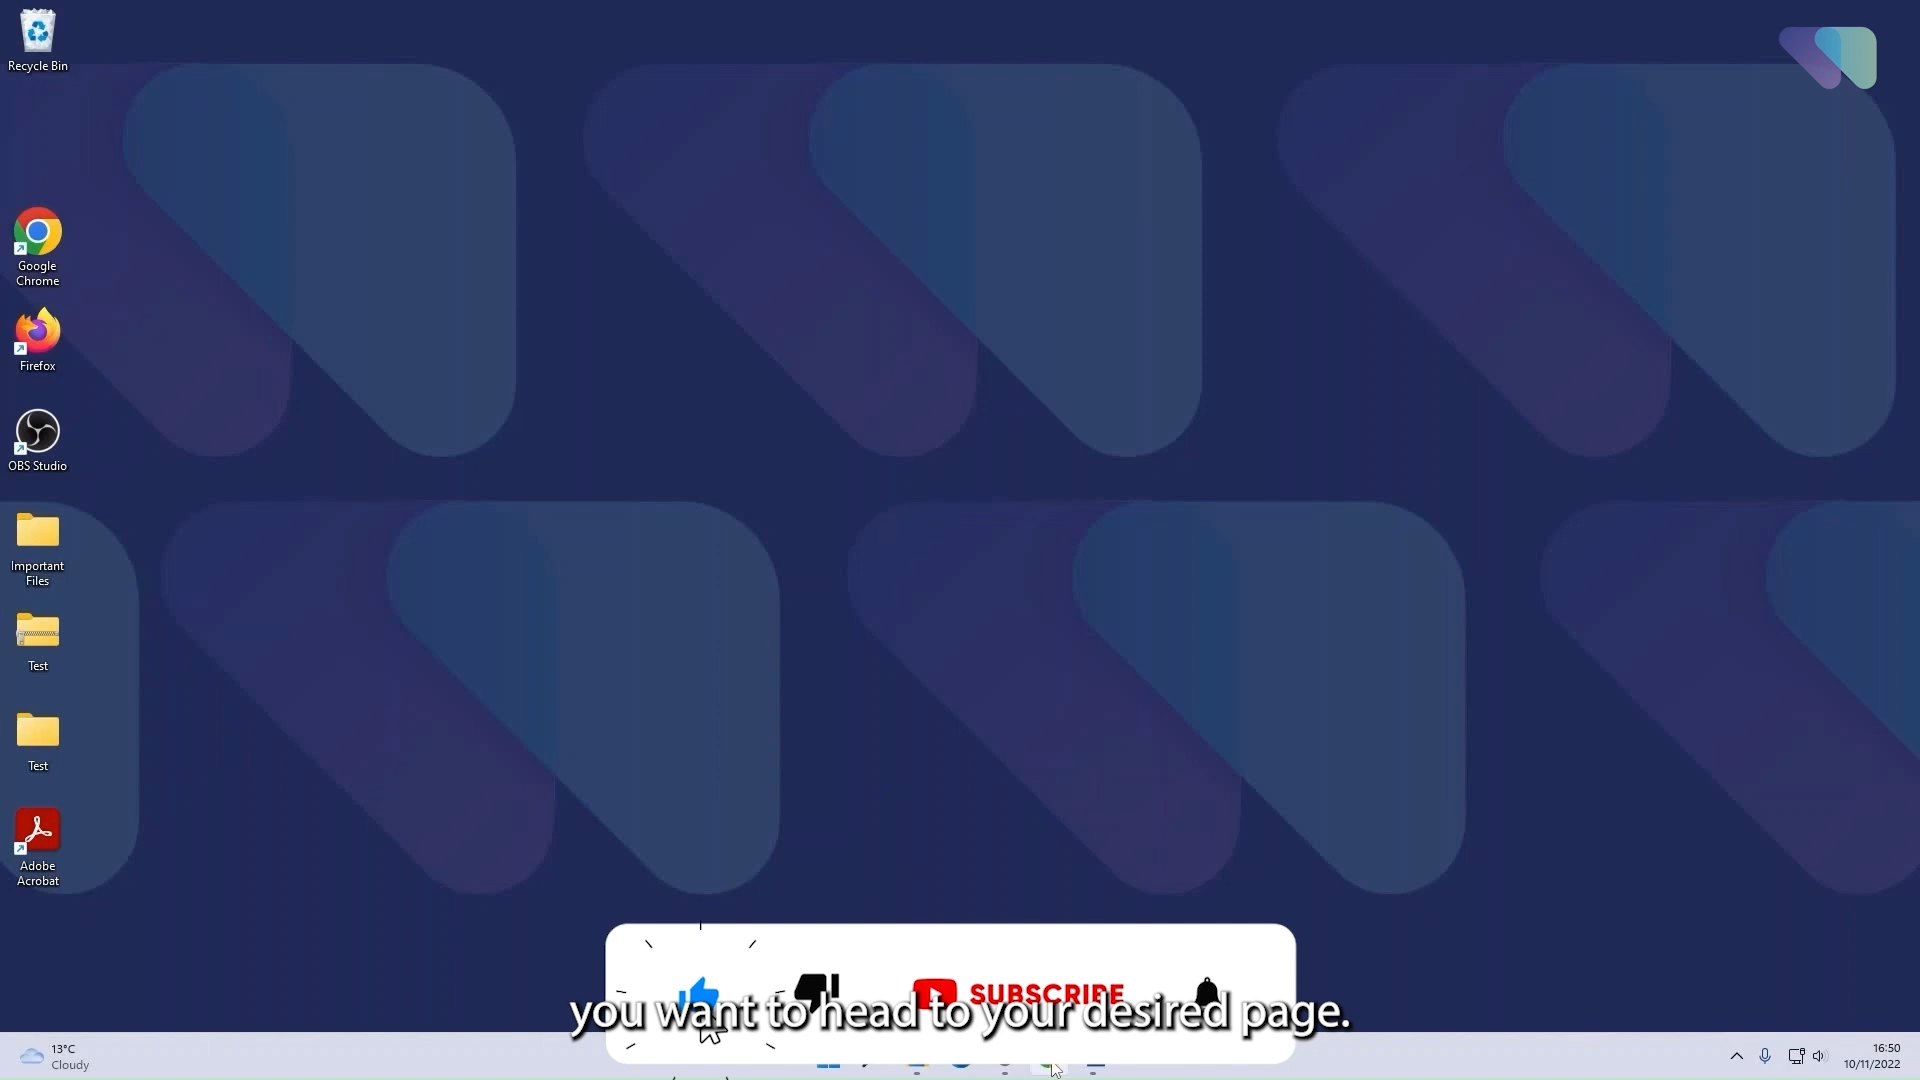 Recycle Bin
Google
Chrome
Firefox
OBS Studio
Important
Files
Test
Test
Adobe
Acrobat
SUBSCRIBE
you want to head to your desired page.
13°C
Cloudy
16:50
10/11/2022